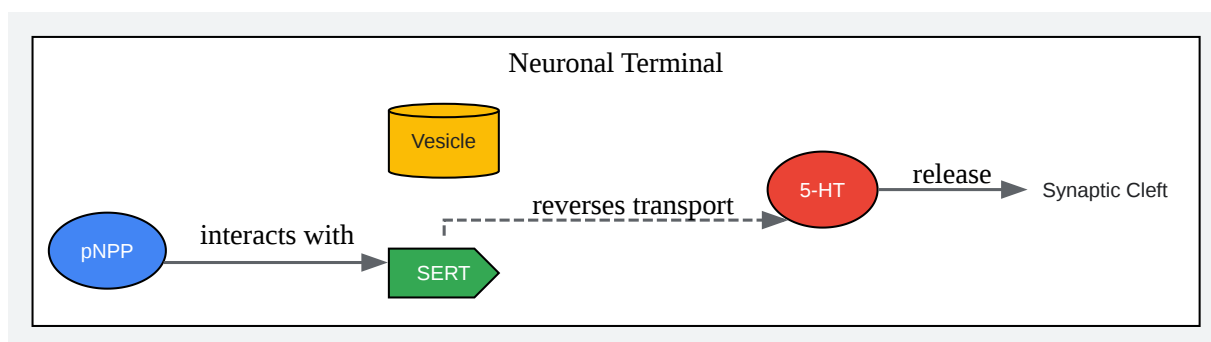 Neuronal Terminal
Vesicle
5-HT
release
Synaptic Cleft
reverses transport
interacts with
pNPP
SERT